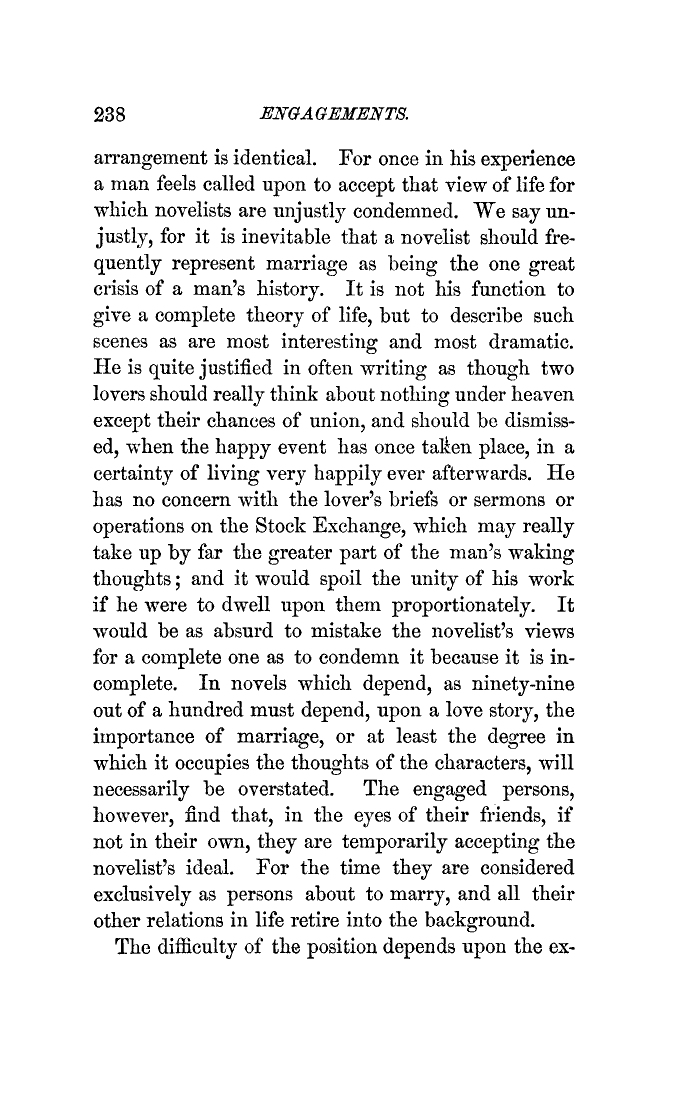 238 ENGAGEMENTS.
arrangement is identical. For once in his experience
a man feels called upon to accept that view of life for
which novelists are unjustly condemned. We say un-
justly, for it is inevitable that a novelist should fre-
quently represent marriage as being the one great
crisis of a man's history. It is not his function to
give a complete theory of life, but to describe such
scenes as are most interesting and most dramatic.
He is quite justified in often writing as though two
lovers should really think about nothing under heaven
except their chances of union, and should be dismiss-
ed, when the happy event has once taken place, in a
certainty of living very happily ever afterwards. He
has no concern with the lover's briefs or sermons or
operations on the Stock Exchange, which may really
take up by far the greater part of the man's waking
thoughts; and it would spoil the unity of his work
if he were to dwell upon them proportionately. It
would be as absurd to mistake the novelist's views
for a complete one as to condemn it because it is in-
complete. In novels which depend, as ninety-nine
out of a hundred must depend, upon a love story, the
importance of marriage, or at least the degree in
which it occupies the thoughts of the characters, will
necessarily be overstated. The engaged persons,
however, find that, in the eyes of their friends, if
not in their own, they are temporarily accepting the
novelist's ideal. For the time they are considered
exclusively as persons about to marry, and all their
other relations in life retire into the background.
The difficulty of the position depends upon the ex-